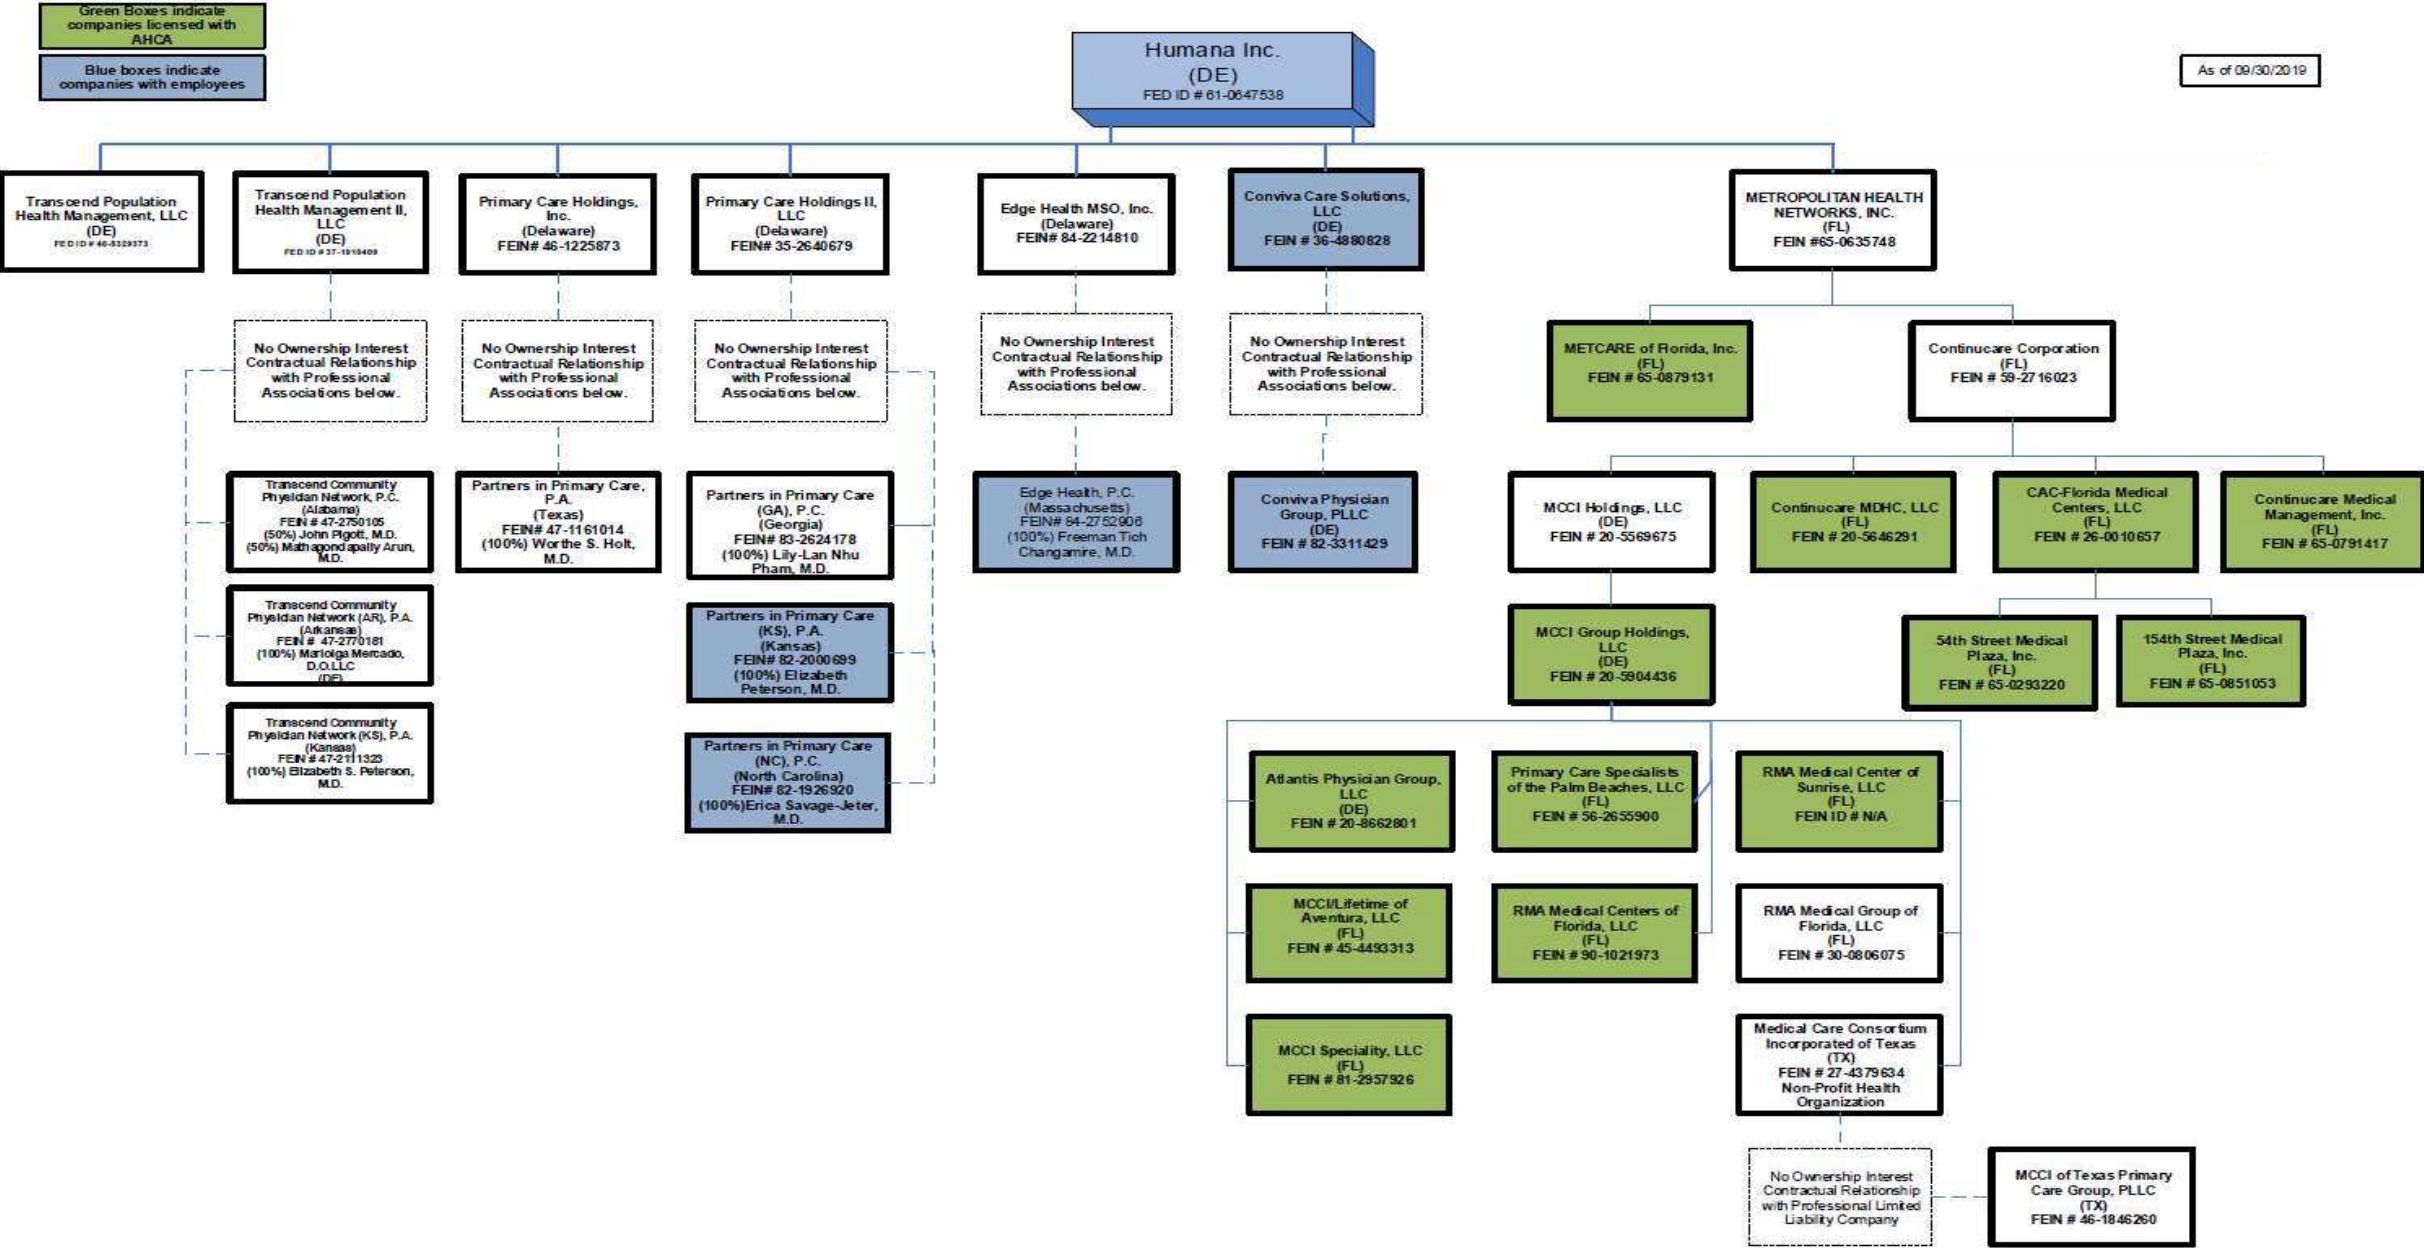 Green Boxes indicate
companies licensed with
AHCA
Blue boxes indicate
companies with employees
Humana Inc.
(DE)
FED ID # 61-0647538
As of 09/30/2019
Transcend Population
Health Management, LLC
(DE)
Transcend Population
Health Management II,
LLC
(DE)
Primary Care Holdings,
Inc.
(Delaware)
FEIN# 46-1225873
Primary Care Holdings II,
LLC
(Delaware)
FEIN# 35-2640679
Edge Health MSO, Inc.
(Delaware)
FEIN# 84-2214810
Conviva Care Solutions,
LLC
(DE)
FEIN # 36-4880828
METROPOLITAN HEALTH
NETWORKS, INC.
(FL)
FEIN #65-0635748
No Ownership Interest
Contractual Relationship
with Professional
Associations below.
No Ownership Interest
Contractual Relationship
with Professional
Associations below.
No Ownership Interest
Contractual Relationship
with Professional
Associations below.
No Ownership Interest
Contractual Relationship
with Professional
Associations below.
No Ownership Interest
Contractual Relationship
with Professional
Associations below.
METCARE of Florida, Inc.
(FL)
FEIN # 65-0879131
Continucare Corporation
(FL)
FEIN # 59-2716023
Transcend Community
Physician Network, P.C.
(Alabama)
FEIN # 47-2750105
(50%) John Pigott, M.D.
(50%) Mathagondapally Arun,
M.D.
Transcend Community
Physician Network (AR), P.A.
(Arkansas)
FEIN # 47-2770181
(100%) Marlolga Mercado,
D.O.LLC
(DE)
Transcend Community
Physician Network (KS), P.A.
(Kansas)
FEIN # 47-2111323
(100%) Elizabeth S. Peterson,
M.D.
Partners in Primary Care,
P.A.
(Texas)
FEIN# 47-1161014
(100%) Worthe S. Holt,
M.D.
Partners in Primary Care
(GA), P.C.
(Georgia)
FEIN# 83-2624178
(100%) Lily-Lan Nhu
Pham, M.D.
Partners in Primary Care
(KS), P.A.
(Kansas)
FEIN# 82-2000699
(100%) Elizabeth
Peterson, M.D.
Partners in Primary Care
(NC), P.C.
(North Carolina)
FEIN# 82-1926920
(100%)Erica Savage-Jeter,
M.D.
Edge Health, P.C.
(Massachusetts)
FEIN# 84-2762906
(100%) Freeman Tich
Changamire, M.D.
Conviva Physician
Group, PLLC
(DE)
FEIN # 82-3311429
MCCI Holdings, LLC
(DE)
FEIN # 20-5569675
Continucare MDHC, LLC
(FL)
FEIN # 20-5646291
CAC-Florida Medical
Centers, LLC
(FL)
FEIN # 26-0010657
Continucare Medical
Management, Inc.
(FL)
FEIN # 65-0791417
MCCI Group Holdings,
LLC
(DE)
FEIN # 20-5904436
54th Street Medical
Plaza, Inc.
(FL)
FEIN # 65-0293220
154th Street Medical
Plaza, Inc.
(FL)
FEIN # 65-0851053
Atlantis Physician Group,
LLC
(DE)
FEIN # 20-8662801
Primary Care Specialists
of the Palm Beaches, LLC
(FL)
FEIN # 56-2655900
RMA Medical Center of
Sunrise, LLC
(FL)
FEIN ID # N/A
MCCI/Lifetime of
Aventura, LLC
(FL)
FEIN # 45-4493313
RMA Medical Centers of
Florida, LLC
(FL)
FEIN # 90-1021973
RMA Medical Group of
Florida, LLC
(FL)
FEIN # 30-0806075
MCCI Speciality, LLC
(FL)
FEIN # 81-2957926
Medical Care Consortium
Incorporated of Texas
(TX)
FEIN # 27-4379634
Non-Profit Health
Organization
No Ownership Interest
Contractual Relationship
with Professional Limited
Liability Company
MCCI of Texas Primary
Care Group, PLLC
(TX)
FEIN # 46-1846260